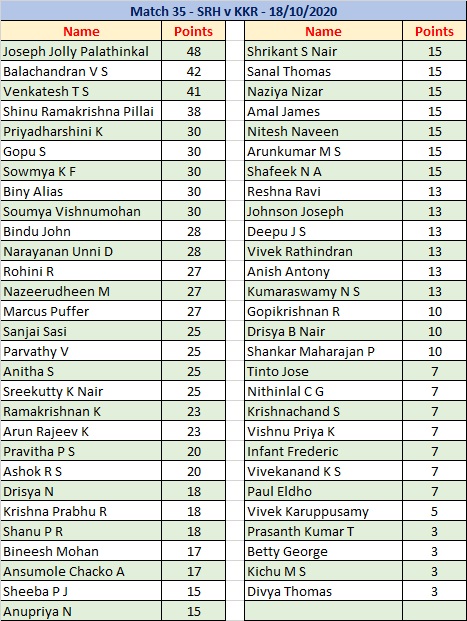 Match 35 - SRH v KKR - 18/10/2020
Name Points Name Points
Joseph Jolly Palathinkal 48 Shrikant S Nair 15
Balachandran V S 42 Sanal Thomas 15
Venkatesh T S 41 Naziya Nizar 15
Shinu Ramakrishna Pillai 38 Amal James 15
Priyadharshini K 30 Nitesh Naveen 15
Gopu S 30 Arunkumar M S 15
Sowmya K F 30 Shafeek N A 15
Biny Alias 30 Reshna Ravi 13
Soumya Vishnumohan 30 Johnson Joseph 13
Bindu John 28 Deepu J S 13
Narayanan Unni D 28 Vivek Rathindran 13
Rohini R 27 Anish Antony 13
Nazeerudheen M 27 Kumaraswamy N S 13
Marcus Puffer 27 Gopikrishnan R 10
Sanjai Sasi 25 Drisya B Nair 10
Parvathy V 25 Shankar Maharajan P 10
Anitha S 25 Tinto Jose 7
Sreekutty K Nair 25 Nithinlal C G 7
Ramakrishnan K 23 Krishnachand S 7
Arun Rajeev K 23 Vishnu Priya K 7
Pravitha P S 20 Infant Frederic 7
Ashok R S 20 Vivekanand K S 7
Drisya N 18 Paul Eldho 7
Krishna Prabhu R 18 Vivek Karuppusamy 5
Shanu P R 18 Prasanth Kumar T 3
Bineesh Mohan 17 Betty George 3
Ansumole Chacko A 17 Kichu M S 3
Sheeba P J 15 Divya Thomas 3
Anupriya N 15